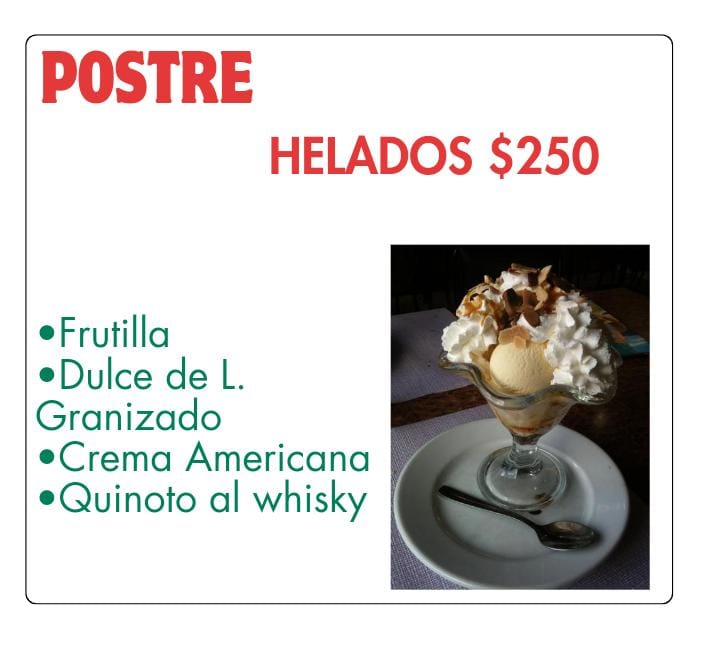 POSTRE
HELADOS $250
•Frutilla
•Dulce de L.
Granizado
•Crema Americana
•Quinoto al whisky